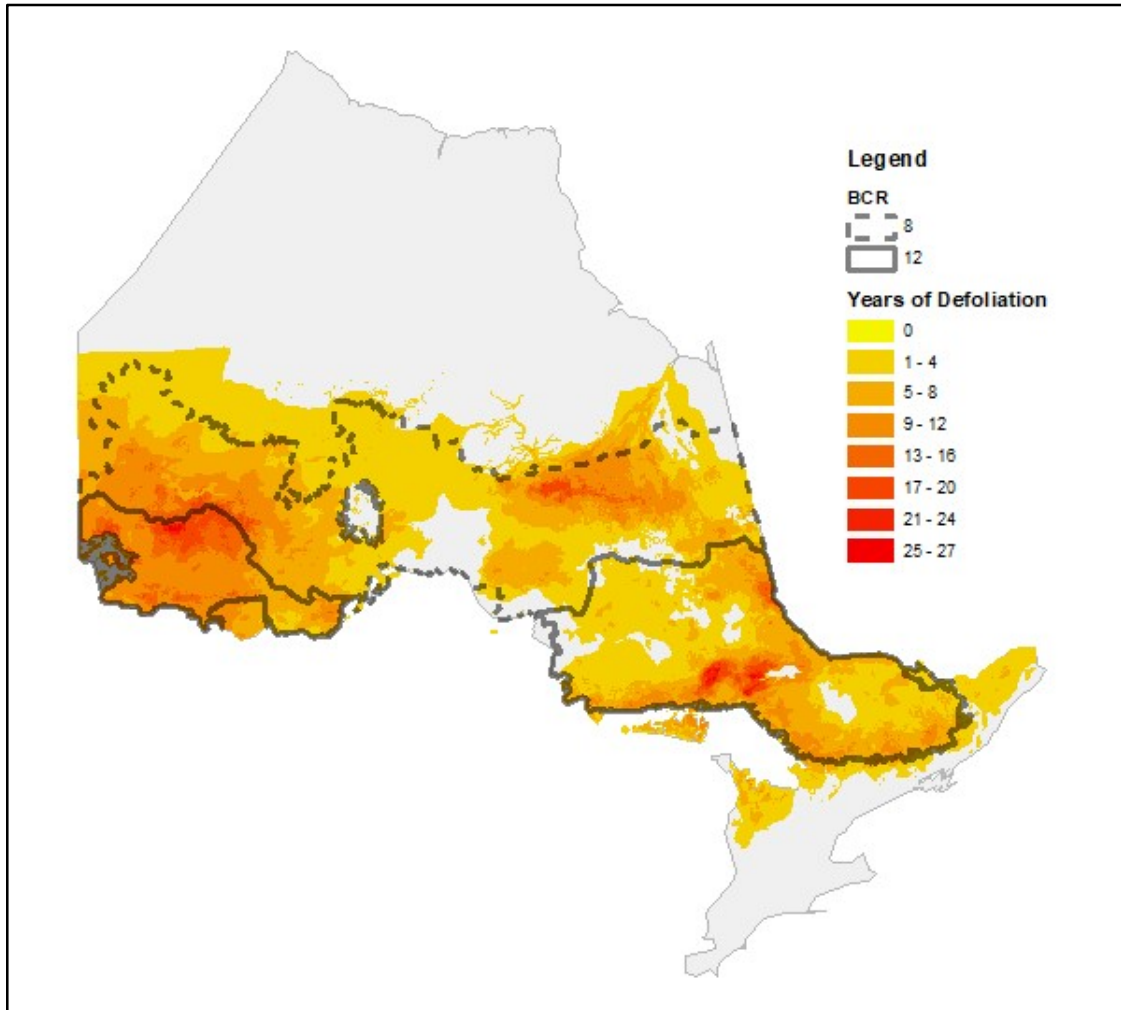 Legend
BCR
8
12
Years of Defoliation
0
1 - 4
5 - 8
9 - 12
13 - 16
17 - 20
21 - 24
25 - 27